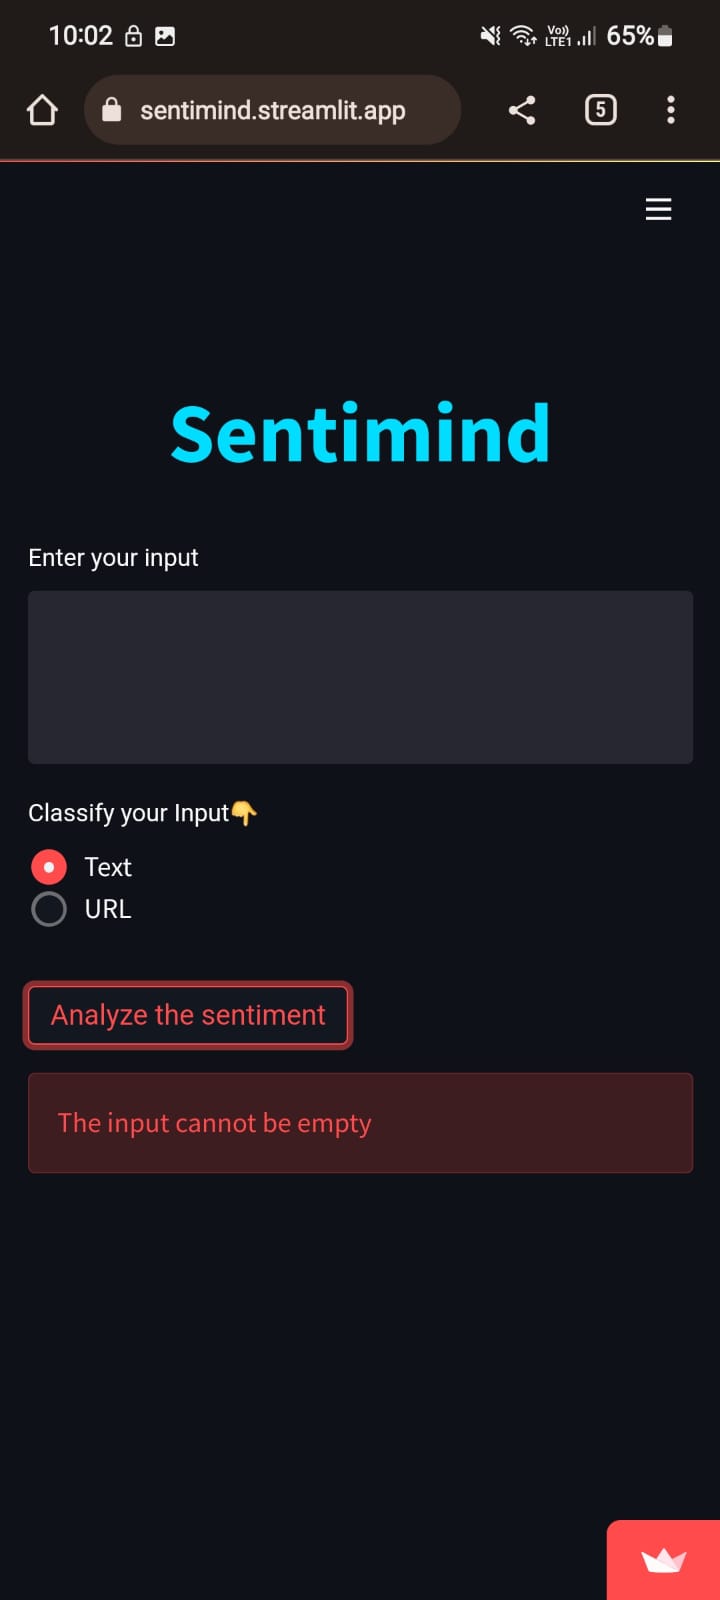 10:02 Vo)) LTE1 65%
sentimind.streamlit.app 5
Sentimind
Enter your input
Classify your Input👇
Text
URL
Analyze the sentiment
The input cannot be empty